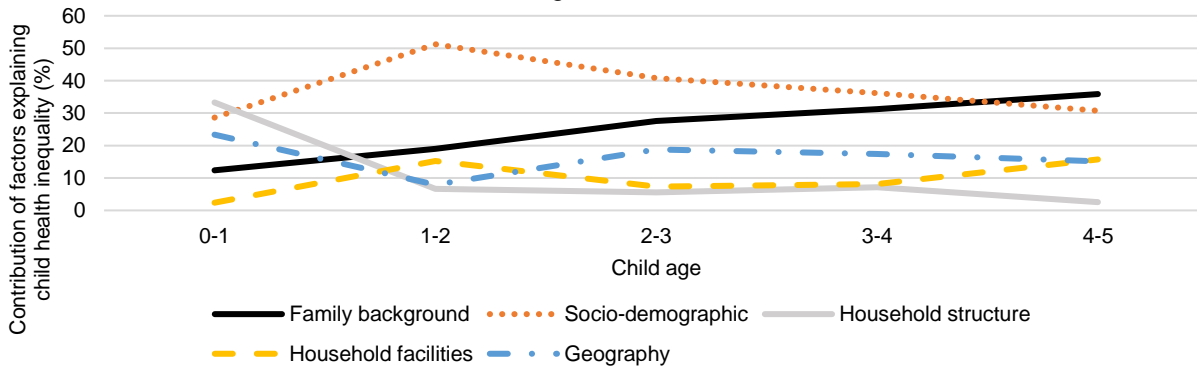 Contribution of factors explaining
child health inequality (%)
60
50
40
30
20
10
0
0-1 1-2 2-3 3-4 4-5
Child age
Family background Socio-demographic Household structure
Household facilities Geography